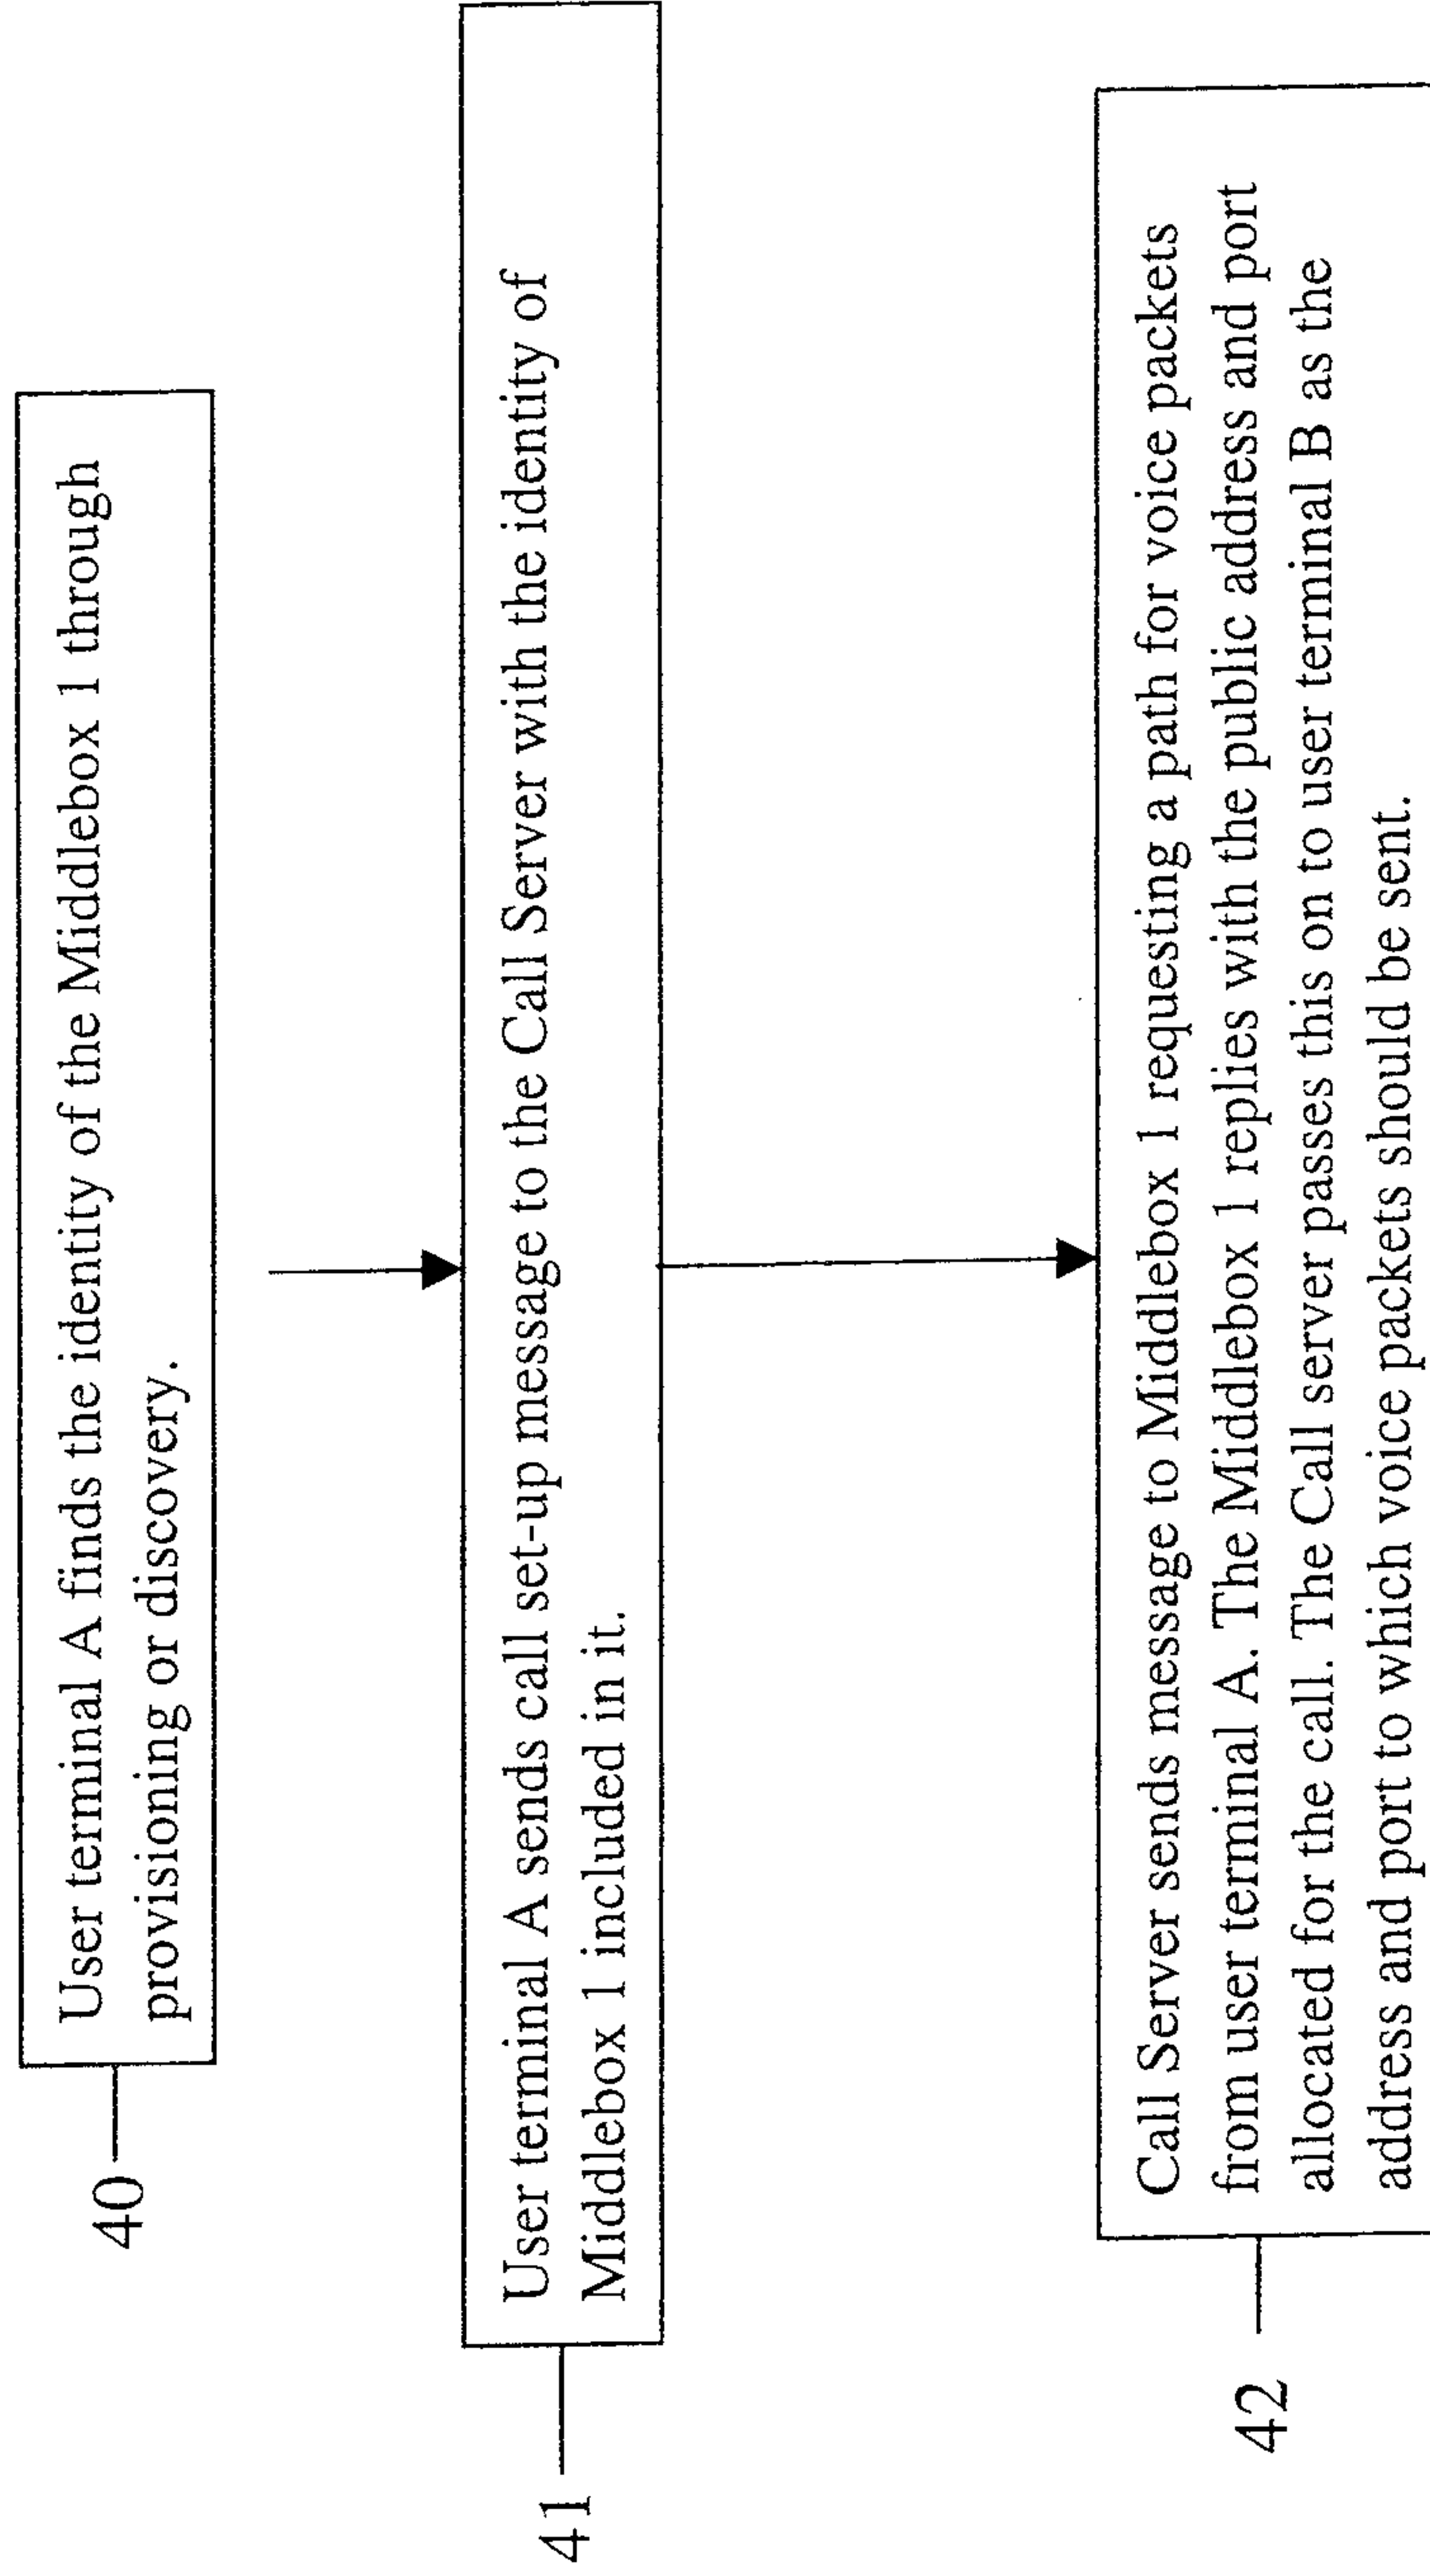 40
User terminal A finds the identity of the Middlebox 1 through
provisioning or discovery.
41
User terminal A sends call set-up message to the Call Server with the identity of
Middlebox 1 included in it.
42
Call Server sends message to Middlebox 1 requesting a path for voice packets
from user terminal A. The Middlebox 1 replies with the public address and port
allocated for the call. The Call server passes this on to user terminal B as the
address and port to which voice packets should be sent.